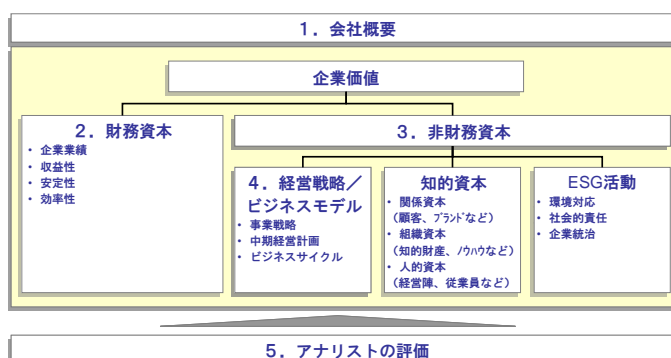 1．会社概要
企業価値
2．財務資本
• 企業業績
• 収益性
• 安定性
• 効率性
3．非財務資本
4．経営戦略／
ビジネスモデル
• 事業戦略
• 中期経営計画
• ビジネスサイクル
知的資本
• 関係資本
（顧客、ﾌﾞﾗﾝﾄﾞなど）
• 組織資本
（知的財産、ﾉｳﾊｳなど）
• 人的資本
（経営陣、従業員など）
ESG活動
• 環境対応
• 社会的責任
• 企業統治
5．アナリストの評価